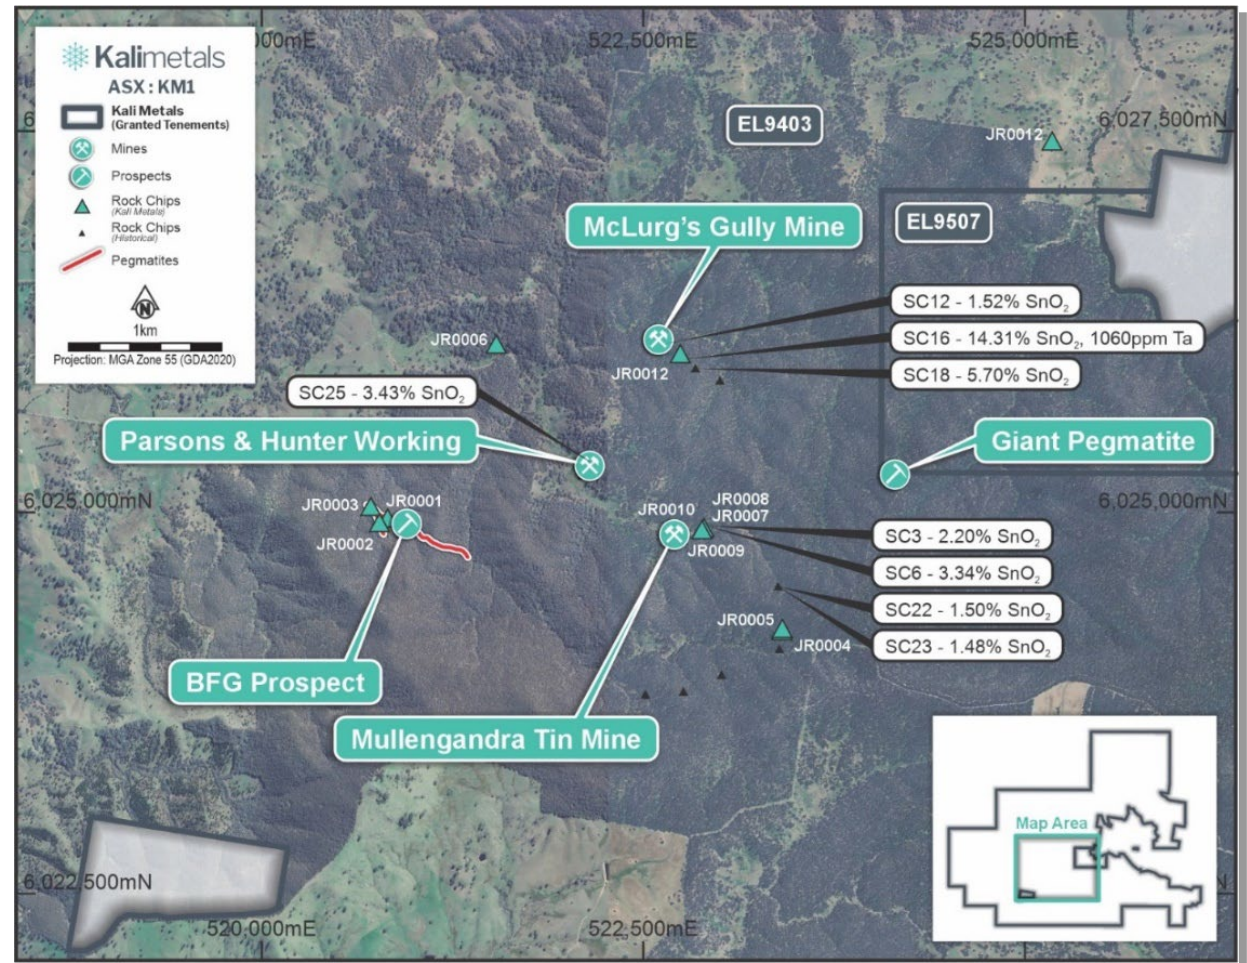 Kalimetals
ASX : KM1
Kali Metals
(Granted Tenements)
Mines
Prospects
Rock Chips
(Kali Metals)
Rock Chips
(Historical)
Pegmatites
N
1km
Projection: MGA Zone 55 (GDA2020)
522,500mE
525,000mE
EL9403
JR0012
6,027,500mN
EL9507
McLurg's Gully Mine
SC12 - 1.52% SnO₂
SC16 - 14.31% SnO₂, 1060ppm Ta
SC18 - 5.70% SnO₂
JR0006
JR0012
SC25 - 3.43% SnO₂
Parsons & Hunter Working
Giant Pegmatite
6,025,000mN
6,025,000mN
JR0003
JR0001
JR0002
JR0008
JR0010
JR0007
JR0009
SC3 - 2.20% SnO₂
SC6 - 3.34% SnO₂
SC22 - 1.50% SnO₂
SC23 - 1.48% SnO₂
JR0005
JR0004
BFG Prospect
Mullengandra Tin Mine
Map Area
6,022,500mN
520,000mE
522,500mE